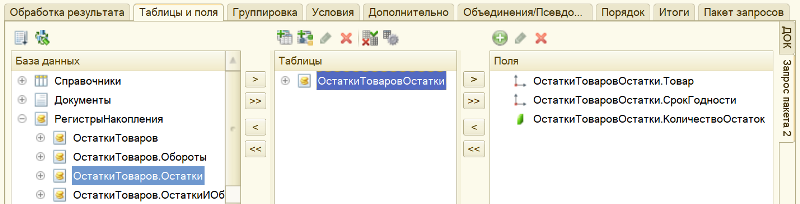 Обработка результата Таблицы и поля Группировка Условия Дополнительно Объединения/Псевдо... Порядок Итоги Пакет запросов
База данных
Справочники
Документы
РегистрыНакопления
ОстаткиТоваров
ОстаткиТоваров.Обороты
ОстаткиТоваров.Остатки
ОстаткиТоваров.ОстаткиИОб
>
>>
<
<<
Таблицы
ОстаткиТоваровОстатки
>
>>
<
<<
Поля
ОстаткиТоваровОстатки.Товар
ОстаткиТоваровОстатки.СрокГодности
ОстаткиТоваровОстатки.КоличествоОстаток
ДОК
Запрос пакета 2